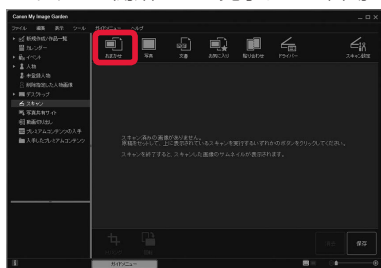 Canon My Image Garden
ファイル 編集 表示 ツール ガイドメニュー ヘルプ
新規作成/作品一覧
カレンダー
イベント
人物
未登録人物
デスクトップ
スキャン
写真共有サイト
動画切り出し
プレミアムコンテンツの入手
入手したプレミアムコンテンツ
おまかせ 写真 文書 お気に入り 貼り合わせ ドライバー スキャン設定
スキャン済みの画像がありません。
原稿をセットして、上に表示されているスキャンを実行するいずれかのボタンをクリックしてください。
スキャンを終了すると、スキャンした画像のサムネイルが表示されます。
保存
ガイドメニュー